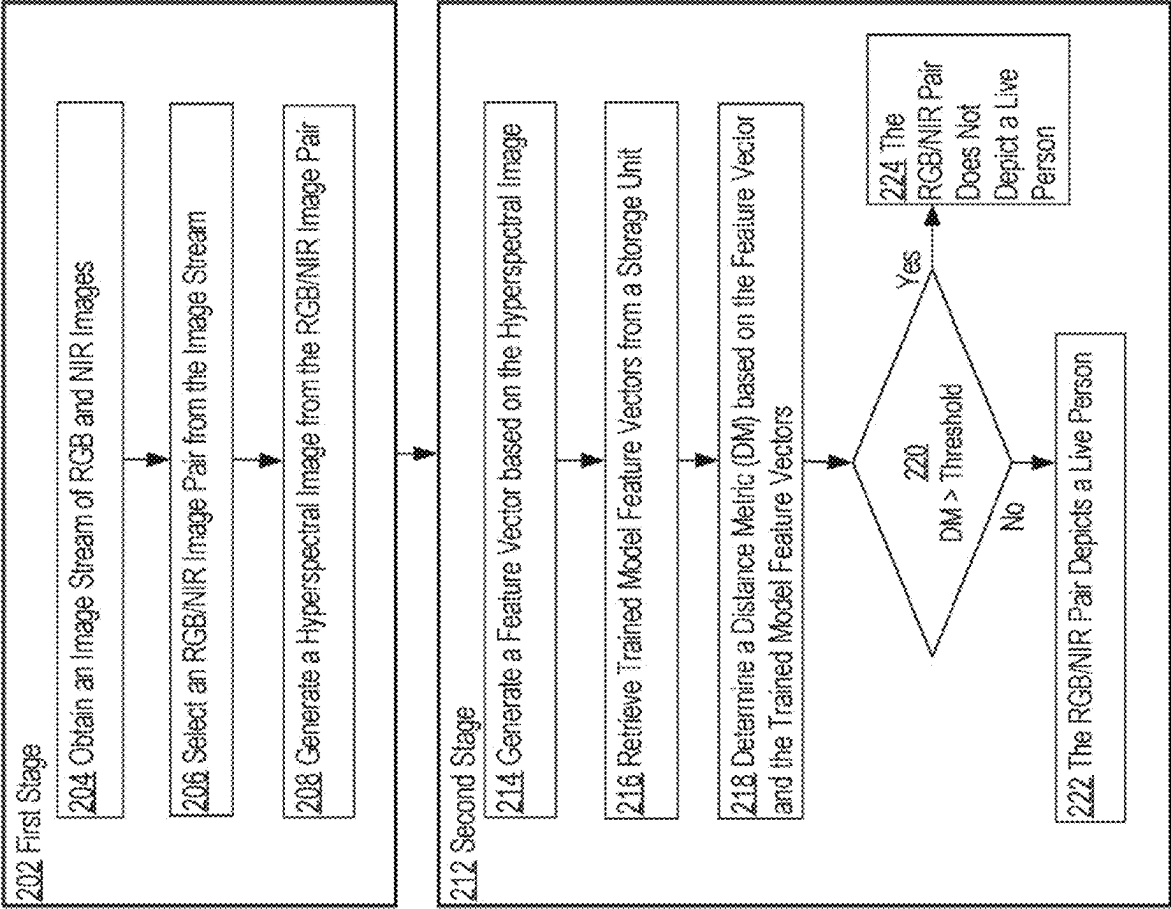 202 First Stage
204 Obtain an Image Stream of RGB and NIR Images
206 Select an RGB/NIR Image Pair from the Image Stream
208 Generate a Hyperspectral Image from the RGB/NIR Image Pair
212 Second Stage
214 Generate a Feature Vector based on the Hyperspectral Image
216 Retrieve Trained Model Feature Vectors from a Storage Unit
218 Determine a Distance Metric (DM) based on the Feature Vector
and the Trained Model Feature Vectors
220
DM > Threshold
Yes
224 The
RGB/NIR Pair
Does Not
Depict a Live
Person
No
222 The RGB/NIR Pair Depicts a Live Person